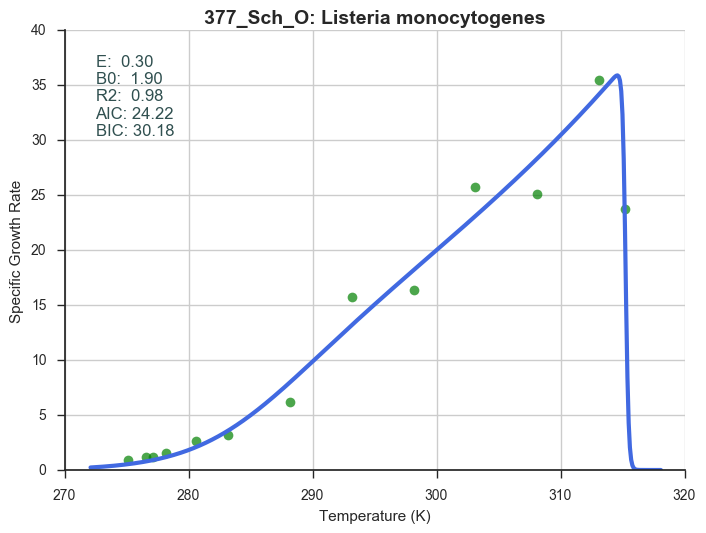 377_Sch_O: Listeria monocytogenes
E: 0.30
B0: 1.90
R2: 0.98
AIC: 24.22
BIC: 30.18
Specific Growth Rate
40
35
30
25
20
15
10
5
0
270 280 290 300 310 320
Temperature (K)